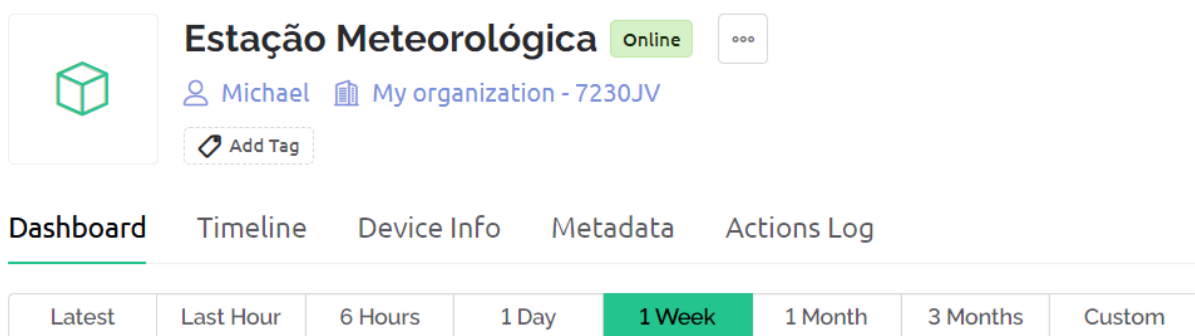 Estação Meteorológica Online
Michael My organization - 7230JV
Add Tag
Dashboard Timeline Device Info Metadata Actions Log
Latest Last Hour 6 Hours 1 Day 1 Week 1 Month 3 Months Custom